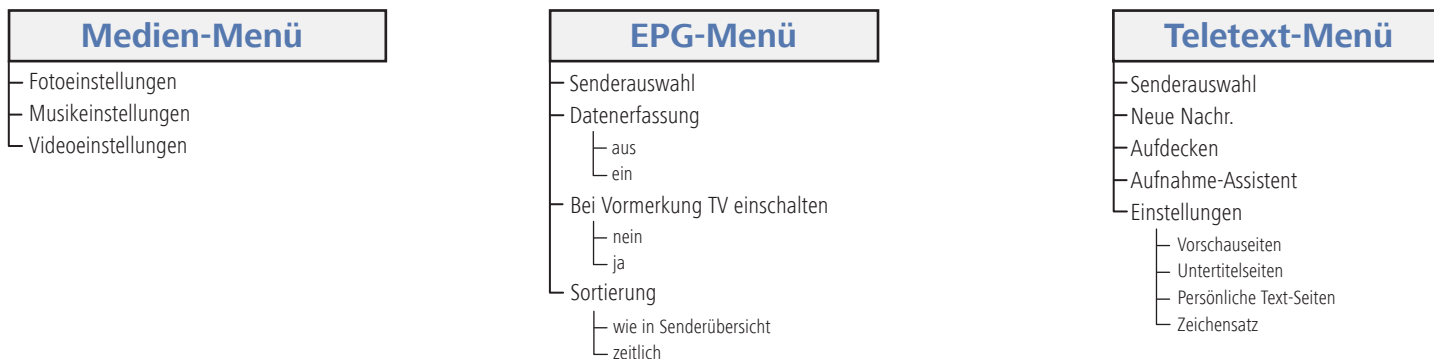 Medien-Menü
Fotoeinstellungen
Musikeinstellungen
Videoeinstellungen
EPG-Menü
Senderauswahl
Datenerfassung
aus
ein
Bei Vormerkung TV einschalten
nein
ja
Sortierung
wie in Senderübersicht
zeitlich
Teletext-Menü
Senderauswahl
Neue Nachr.
Aufdecken
Aufnahme-Assistent
Einstellungen
Vorschauseiten
Untertitelseiten
Persönliche Text-Seiten
Zeichensatz